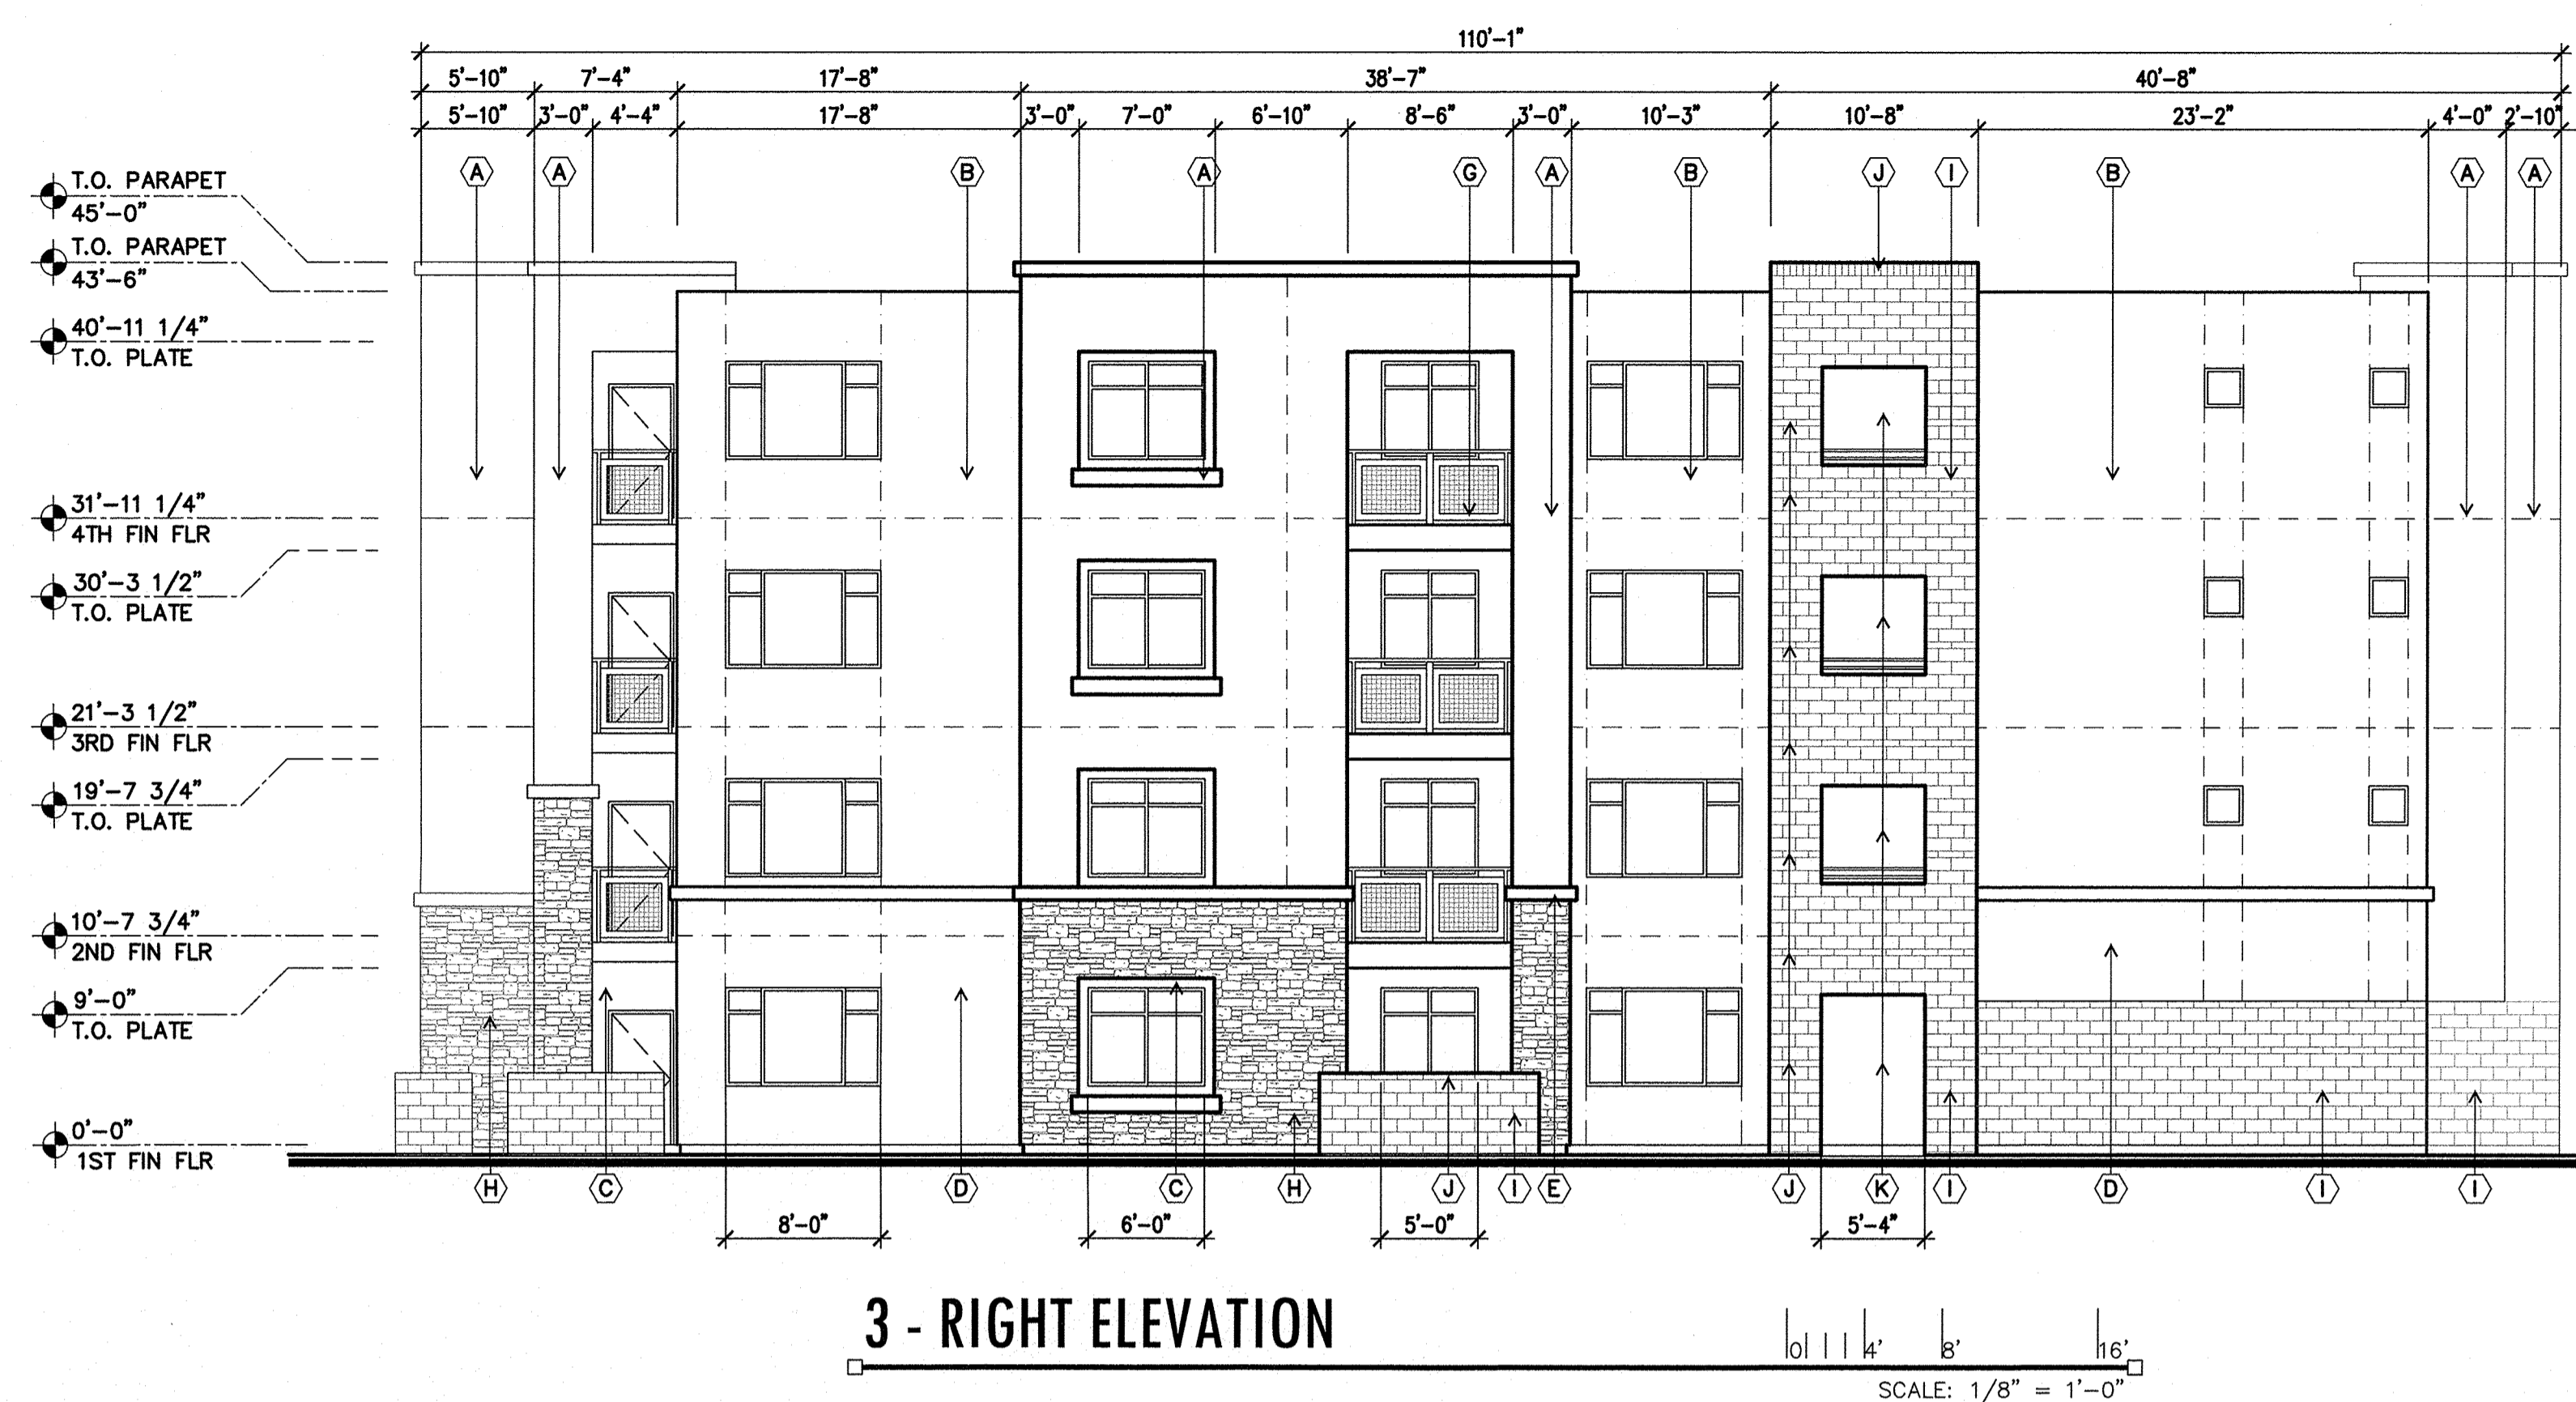 110'-1"
5'-10" 7'-4" 17'-8" 38'-7" 40'-8"
5'-10" 3'-0" 4'-4" 17'-8" 3'-0" 7'-0" 6'-10" 8'-6" 3'-0" 10'-3" 10'-8" 23'-2" 4'-0" 2'-10"
A A B A G A B J I B A A
T.O. PARAPET
45'-0"
T.O. PARAPET
43'-6"
40'-11 1/4"
T.O. PLATE
31'-11 1/4"
4TH FIN FLR
30'-3 1/2"
T.O. PLATE
21'-3 1/2"
3RD FIN FLR
19'-7 3/4"
T.O. PLATE
10'-7 3/4"
2ND FIN FLR
9'-0"
T.O. PLATE
0'-0"
1ST FIN FLR
H C D C H J I E J K I D I I
8'-0" 6'-0" 5'-0" 5'-4"
3 - RIGHT ELEVATION
0 4' 8' 16'
SCALE: 1/8" = 1'-0"